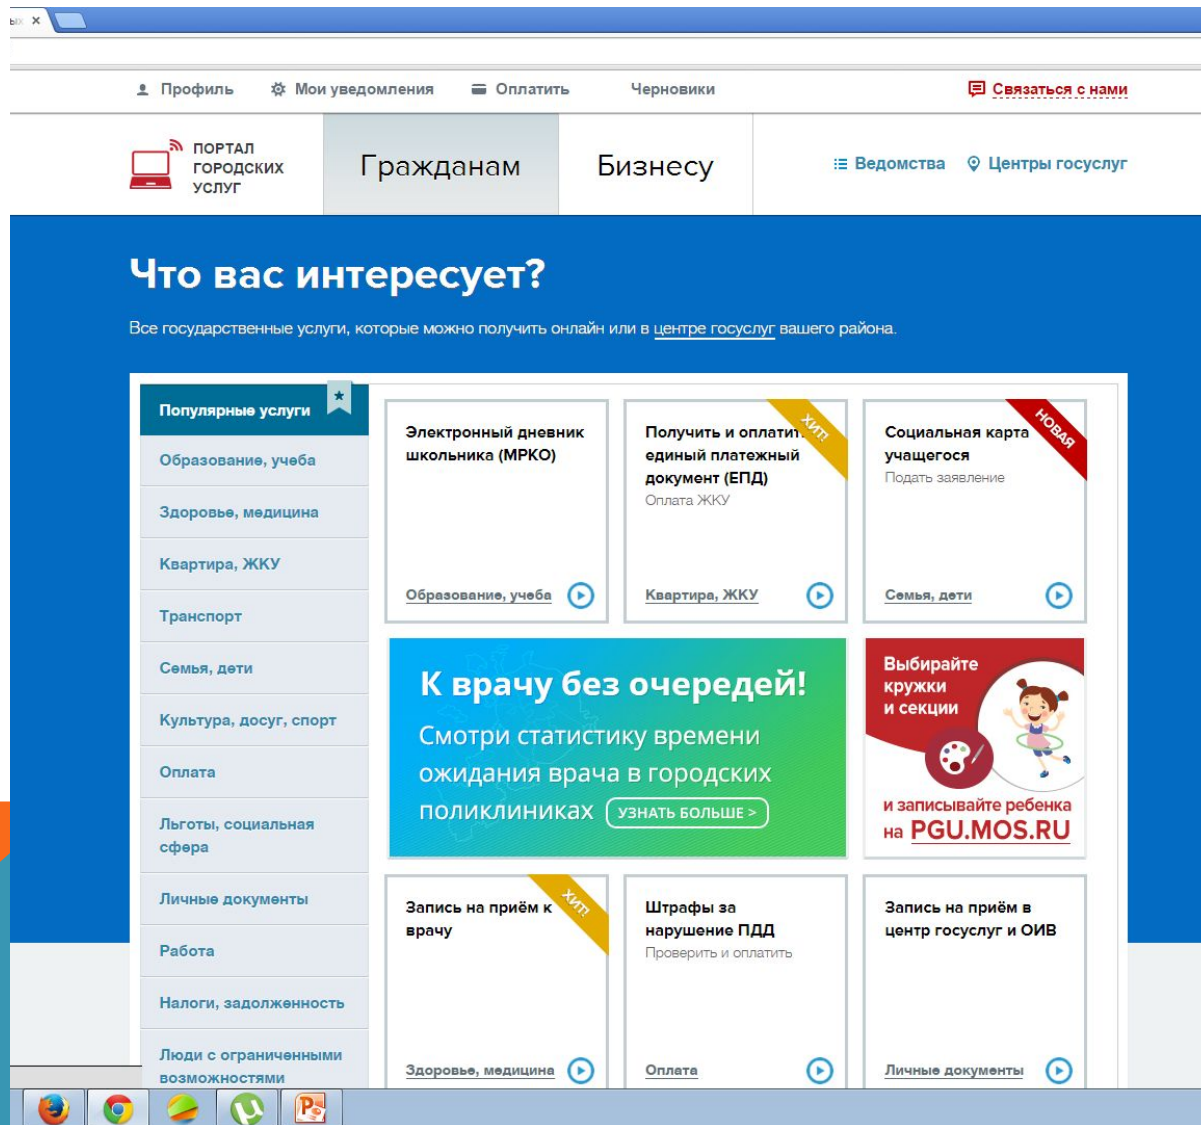 Профиль
Мои уведомления
Оплатить
Черновики
Связаться с нами
ПОРТАЛ
ГОРОДСКИХ
УСЛУГ
Гражданам
Бизнесу
Ведомства
Центры госуслуг
Что вас интересует?
Все государственные услуги, которые можно получить онлайн или в центре госуслуг вашего района.
Популярные услуги
Образование, учеба
Здоровье, медицина
Квартира, ЖКУ
Транспорт
Семья, дети
Культура, досуг, спорт
Оплата
Льготы, социальная
сфера
Личные документы
Работа
Налоги, задолженность
Люди с ограниченными
возможностями
Электронный дневник
школьника (МРКО)
Образование, учеба
ХИТ!
Получить и оплатить
единый платежный
документ (ЕПД)
Оплата ЖКУ
Квартира, ЖКУ
НОВАЯ
Социальная карта
учащегося
Подать заявление
Семья, дети
К врачу без очередей!
Смотри статистику времени
ожидания врача в городских
поликлиниках УЗНАТЬ БОЛЬШЕ >
Выбирайте
кружки
и секции
и записывайте ребенка
на PGU.MOS.RU
ХИТ!
Запись на приём к
врачу
Здоровье, медицина
Штрафы за
нарушение ПДД
Проверить и оплатить
Оплата
Запись на приём в
центр госуслуг и ОИВ
Личные документы